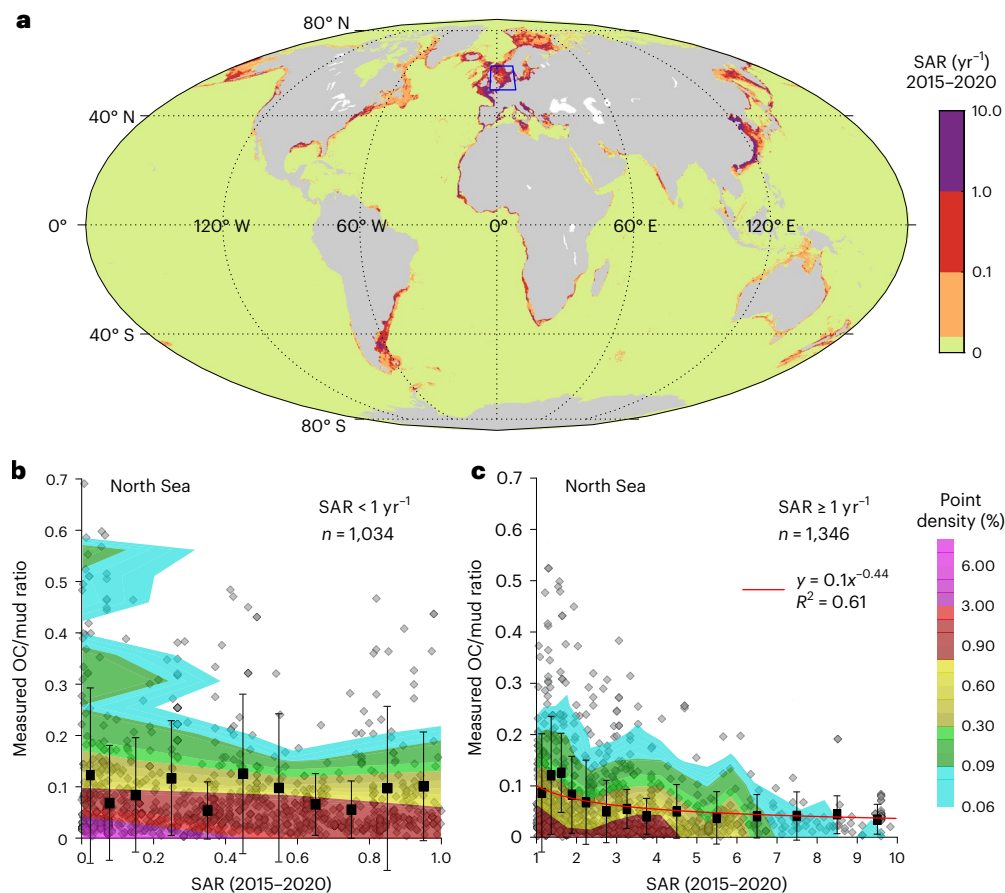 a
80° N
40° N
0°
120° W
60° W
0°
60° E
120° E
40° S
80° S
SAR (yr⁻¹)
2015–2020
10.0
1.0
0.1
0
b
North Sea
SAR < 1 yr⁻¹
n = 1,034
Measured OC/mud ratio
0.7
0.6
0.5
0.4
0.3
0.2
0.1
0
0
0.2
0.4
0.6
0.8
1.0
SAR (2015–2020)
c
North Sea
SAR ≥ 1 yr⁻¹
n = 1,346
y = 0.1x⁻⁰·⁴⁴
R² = 0.61
Measured OC/mud ratio
0.7
0.6
0.5
0.4
0.3
0.2
0.1
0
1
2
3
4
5
6
7
8
9
10
SAR (2015–2020)
Point
density (%)
6.00
3.00
0.90
0.60
0.30
0.09
0.06